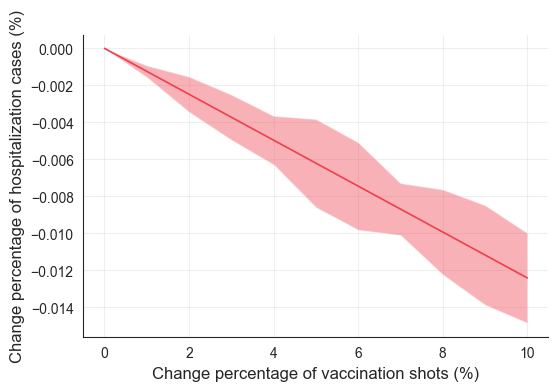 Change percentage of hospitalization cases (%)
0.000
−0.002
−0.004
−0.006
−0.008
−0.010
−0.012
−0.014
0 2 4 6 8 10
Change percentage of vaccination shots (%)